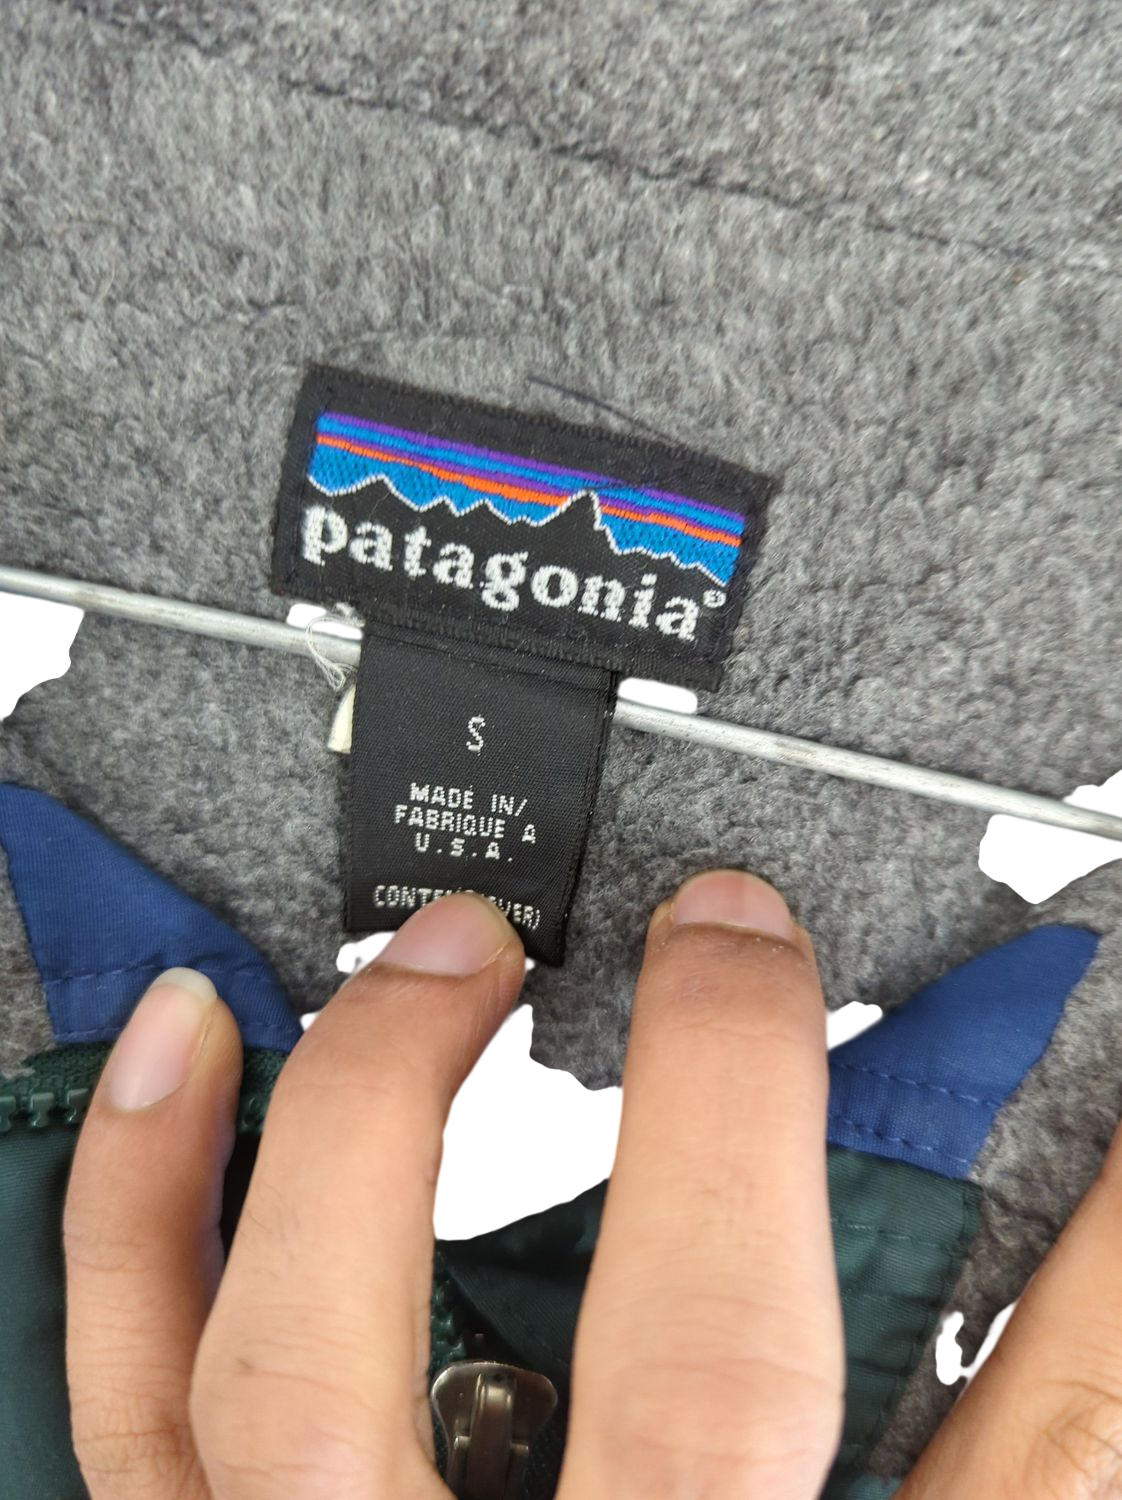 patagonia®
S
MADE IN/
FABRIQUE A
U.S.A.